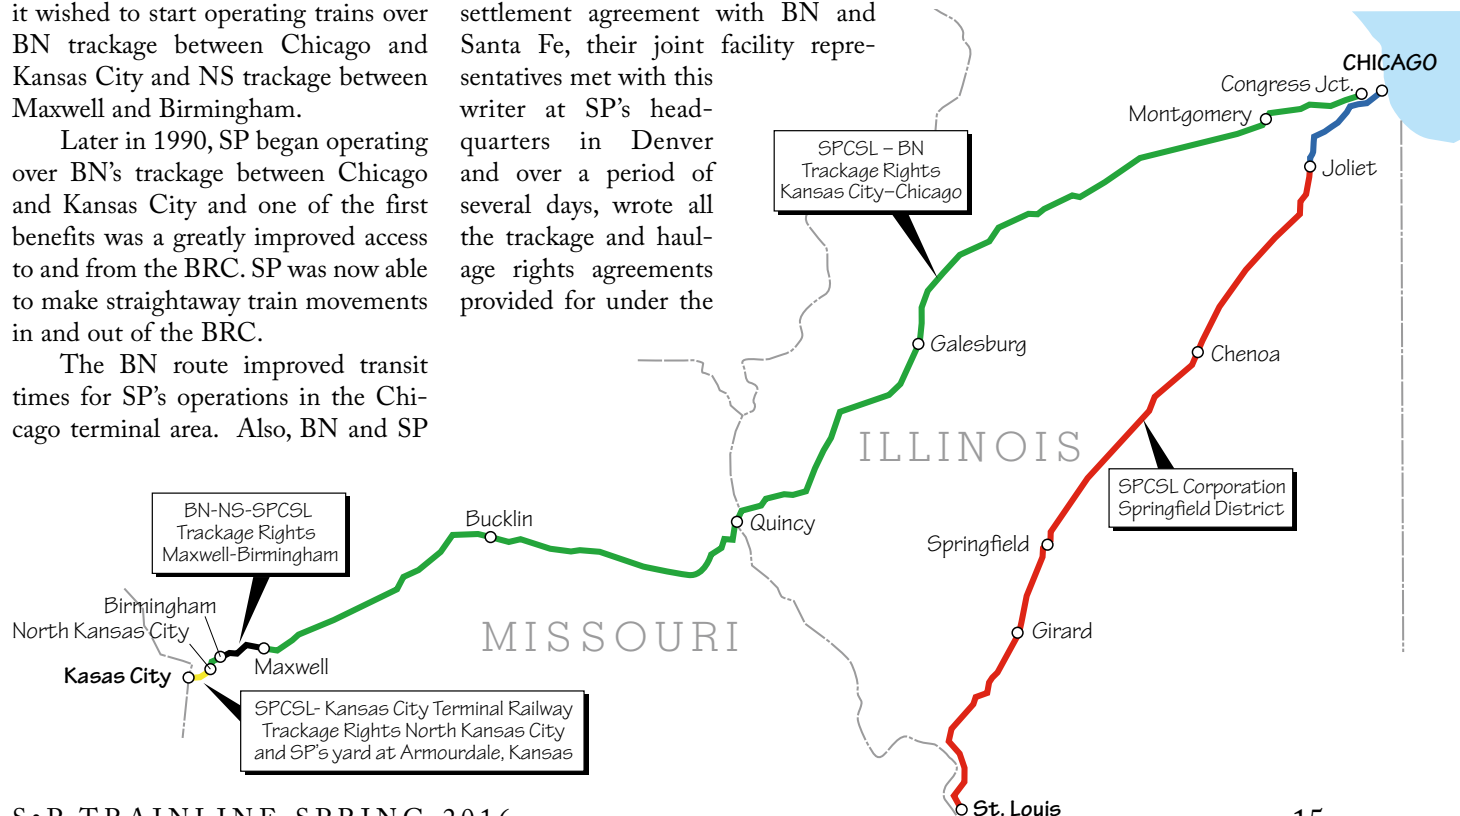 it wished to start operating trains over
BN trackage between Chicago and
Kansas City and NS trackage between
Maxwell and Birmingham.
Later in 1990, SP began operating
over BN's trackage between Chicago
and Kansas City and one of the first
benefits was a greatly improved access
to and from the BRC. SP was now able
to make straightaway train movements
in and out of the BRC.
The BN route improved transit
times for SP's operations in the Chi-
cago terminal area. Also, BN and SP
settlement agreement with BN and
Santa Fe, their joint facility repre-
sentatives met with this
writer at SP's head-
quarters in Denver
and over a period of
several days, wrote all
the trackage and haul-
age rights agreements
provided for under the
CHICAGO
Congress Jct.
Montgomery
Joliet
SPCSL – BN
Trackage Rights
Kansas City–Chicago
Galesburg
Chenoa
ILLINOIS
SPCSL Corporation
Springfield District
BN-NS-SPCSL
Trackage Rights
Maxwell-Birmingham
Bucklin
Quincy
Springfield
Birmingham
North Kansas City
MISSOURI
Girard
Maxwell
Kasas City
SPCSL- Kansas City Terminal Railway
Trackage Rights North Kansas City
and SP's yard at Armourdale, Kansas
St. Louis
S•P TRAINLINE SPRING 2016
15